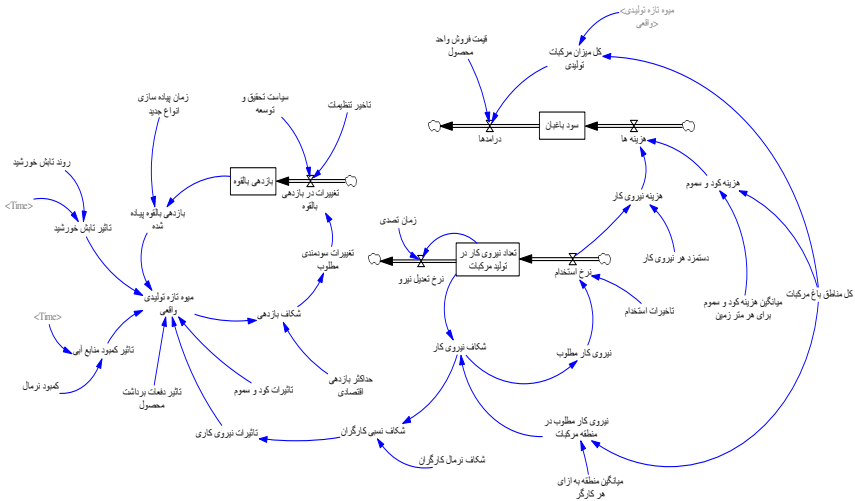 <میوه تازه تولیدی
واقعی>
قیمت فروش واحد
محصول
کل میزان مرکبات
تولیدی
زمان پیاده سازی
انواع جدید
سیاست تحقیق و
توسعه
تاخیر تنظیمات
درامدها
سود باغبان
هزینه ها
روند تابش خورشید
بازدهی بالقوه
تغییرات در بازدهی
بالقوه
هزینه نیروی کار
هزینه کود و سموم
<Time>
تاثیر تابش خورشید
بازدهی بالقوه پیاده
شده
زمان تصدی
تغییرات سودمندی
مطلوب
تعداد نیروی کار در
تولید مرکبات
دستمزد هر نیروی کار
نرخ تعدیل نیرو
نرخ استخدام
میوه تازه تولیدی
واقعی
شکاف بازدهی
تاخیرات استخدام
میانگین هزینه کود و سموم
برای هر متر زمین
کل مناطق باغ مرکبات
<Time>
تاثیر کمبود منابع آبی
شکاف نیروی کار
نیروی کار مطلوب
کمبود نرمال
تاثیر دفعات برداشت
محصول
تاثیرات کود و سموم
حداکثر بازدهی
اقتصادی
تاثیرات نیروی کاری
شکاف نسبی کارگران
نیروی کار مطلوب در
منطقه مرکبات
شکاف نرمال کارگران
میانگین منطقه به ازای
هر کارگر